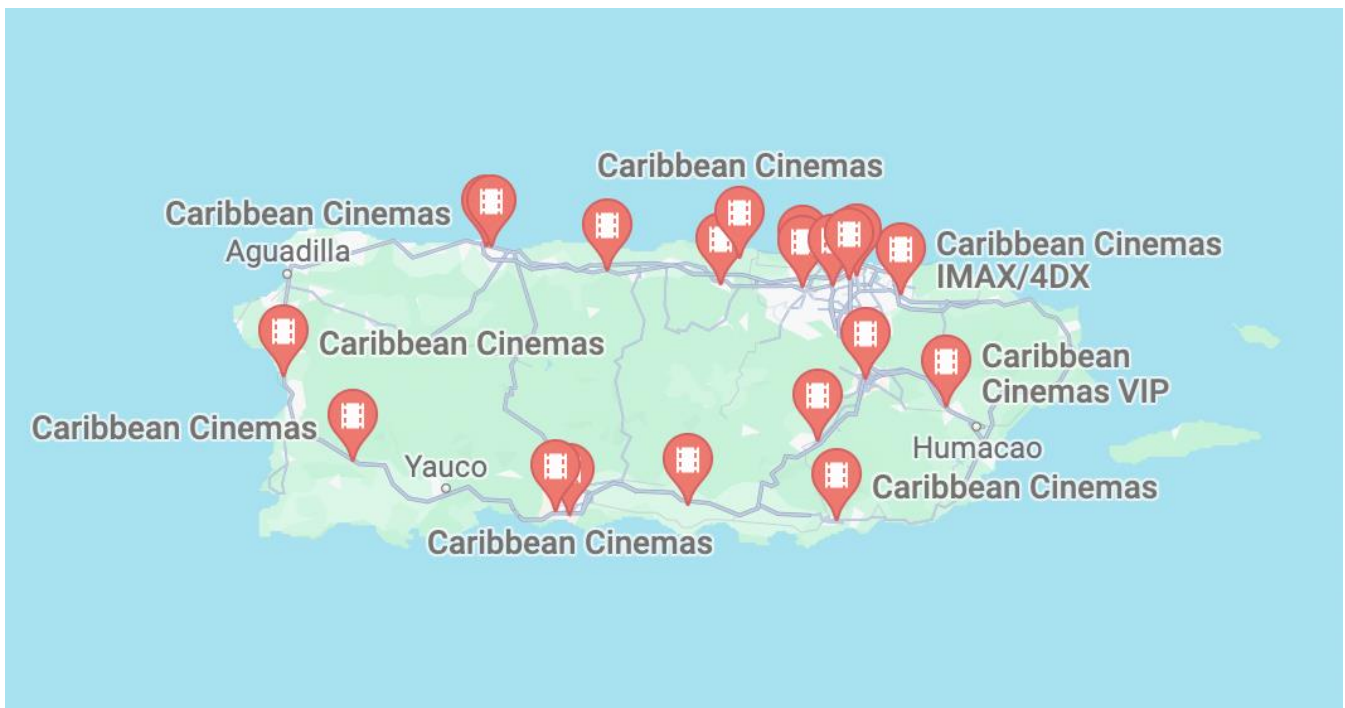 Caribbean Cinemas
Caribbean Cinemas
Aguadilla
Caribbean Cinemas
IMAX/4DX
Caribbean Cinemas
Caribbean
Cinemas VIP
Caribbean Cinemas
Humacao
Yauco
Caribbean Cinemas
Caribbean Cinemas